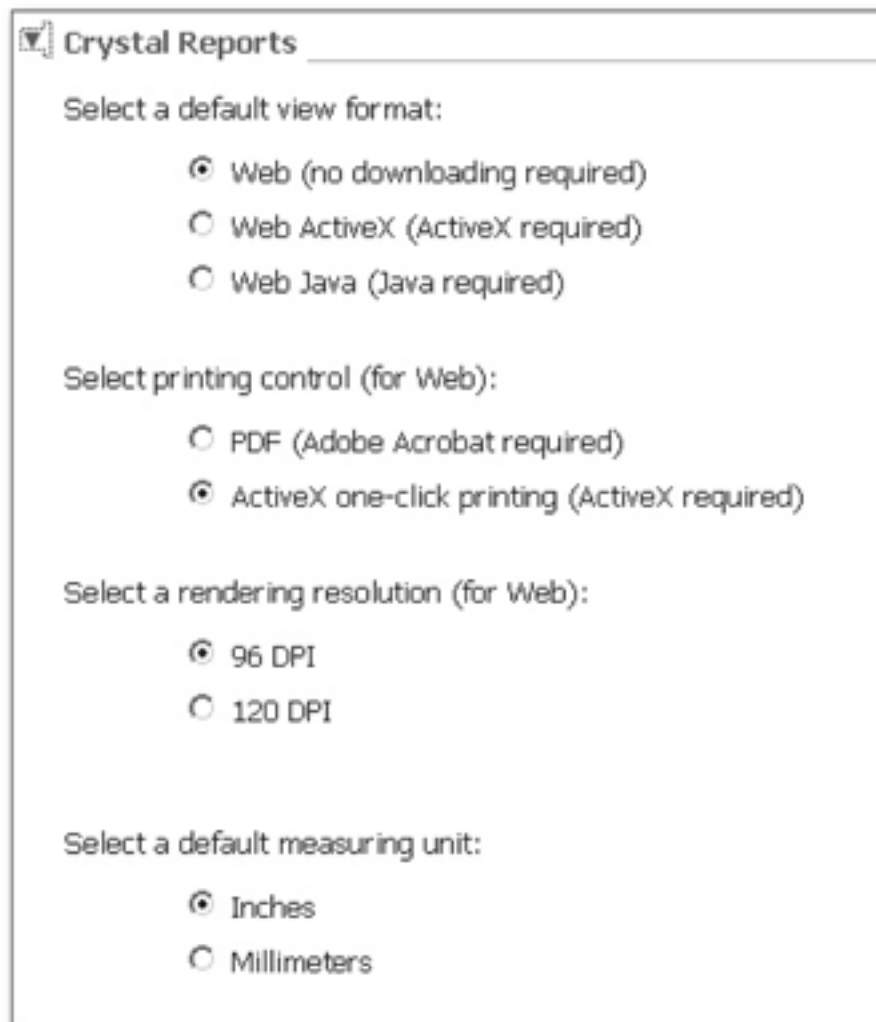 Crystal Reports
Select a default view format:
Web (no downloading required)
Web ActiveX (ActiveX required)
Web Java (Java required)
Select printing control (for Web):
PDF (Adobe Acrobat required)
ActiveX one-click printing (ActiveX required)
Select a rendering resolution (for Web):
96 DPI
120 DPI
Select a default measuring unit:
Inches
Millimeters